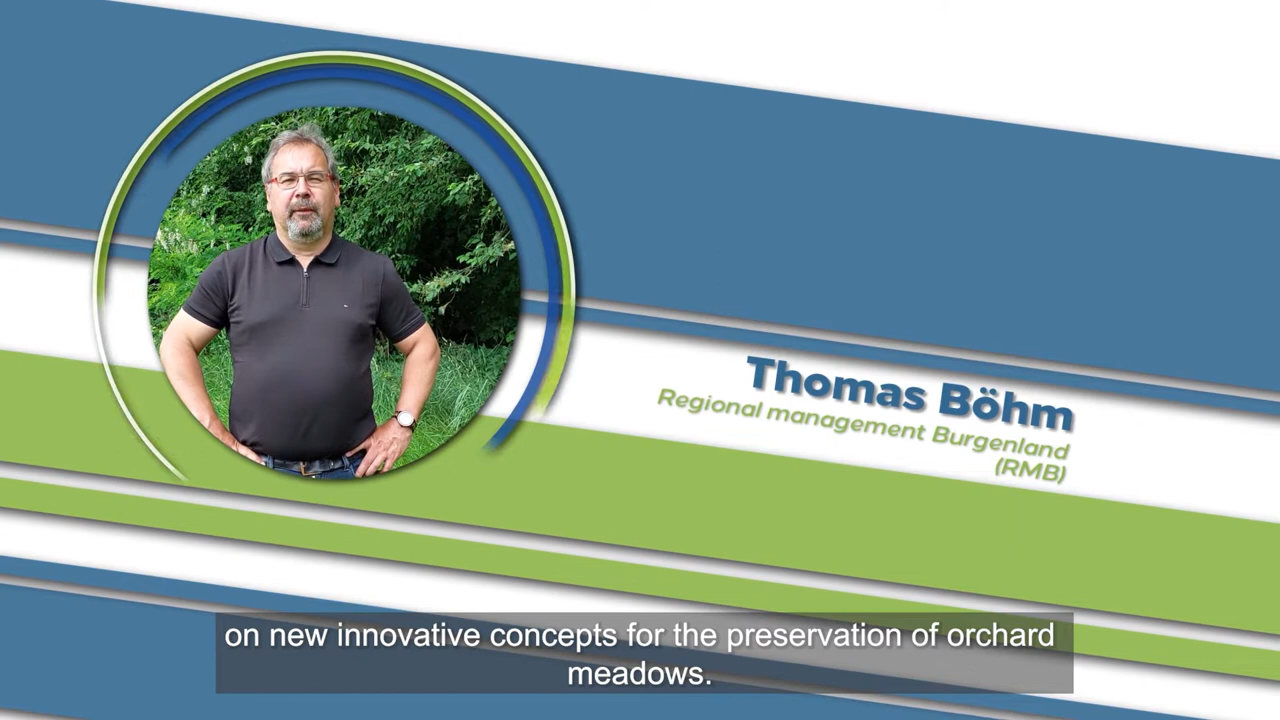 Thomas Böhm
Regional management Burgenland
(RMB)
on new innovative concepts for the preservation of orchard
meadows.